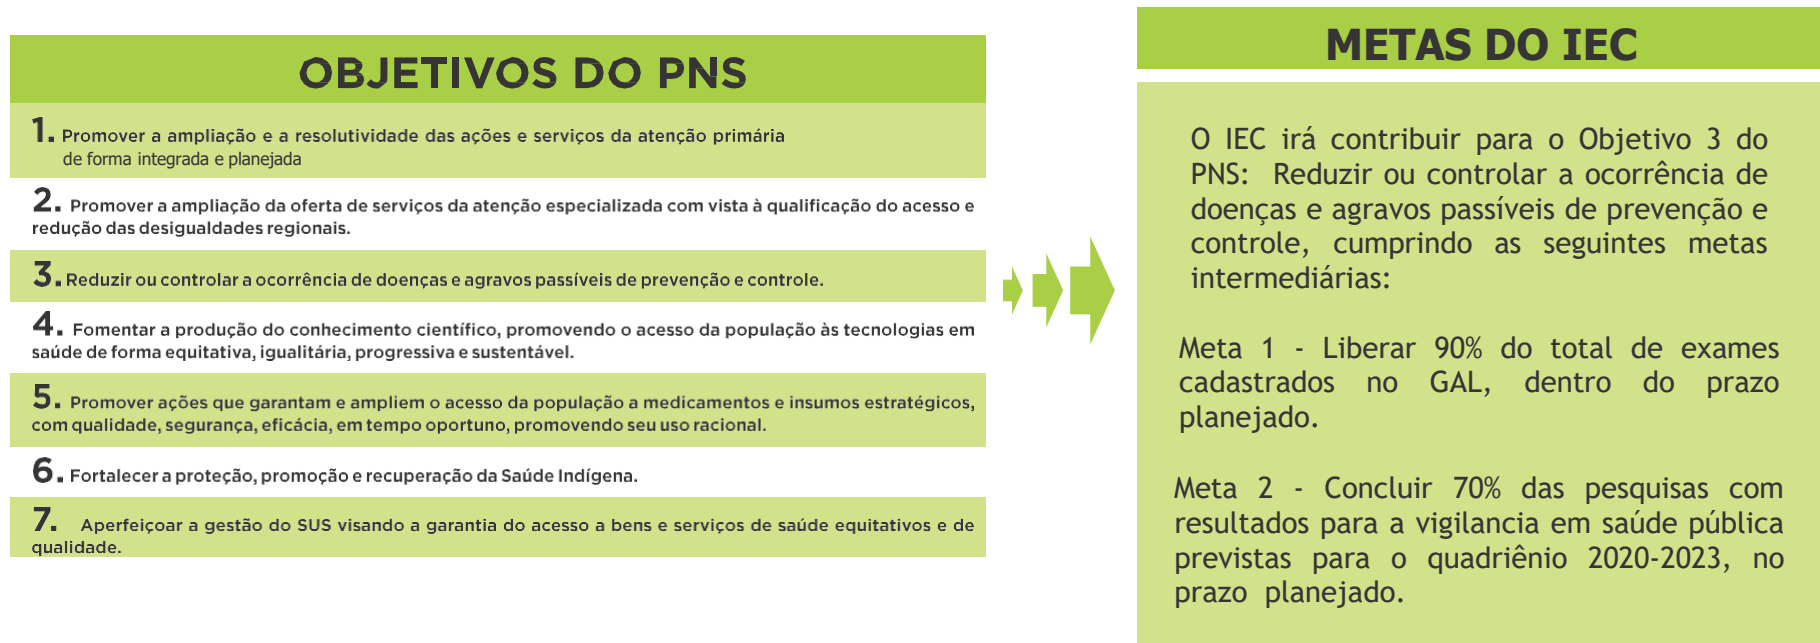 OBJETIVOS DO PNS
1. Promover a ampliação e a resolutividade das ações e serviços da atenção primária
de forma integrada e planejada
2. Promover a ampliação da oferta de serviços da atenção especializada com vista à qualificação do acesso e
redução das desigualdades regionais.
3. Reduzir ou controlar a ocorrência de doenças e agravos passíveis de prevenção e controle.
4. Fomentar a produção do conhecimento científico, promovendo o acesso da população às tecnologias em
saúde de forma equitativa, igualitária, progressiva e sustentável.
5. Promover ações que garantam e ampliem o acesso da população a medicamentos e insumos estratégicos,
com qualidade, segurança, eficácia, em tempo oportuno, promovendo seu uso racional.
6. Fortalecer a proteção, promoção e recuperação da Saúde Indígena.
7. Aperfeiçoar a gestão do SUS visando a garantia do acesso a bens e serviços de saúde equitativos e de
qualidade.
METAS DO IEC
O IEC irá contribuir para o Objetivo 3 do
PNS: Reduzir ou controlar a ocorrência de
doenças e agravos passíveis de prevenção e
controle, cumprindo as seguintes metas
intermediárias:
Meta 1 - Liberar 90% do total de exames
cadastrados no GAL, dentro do prazo
planejado.
Meta 2 - Concluir 70% das pesquisas com
resultados para a vigilancia em saúde pública
previstas para o quadriênio 2020-2023, no
prazo planejado.